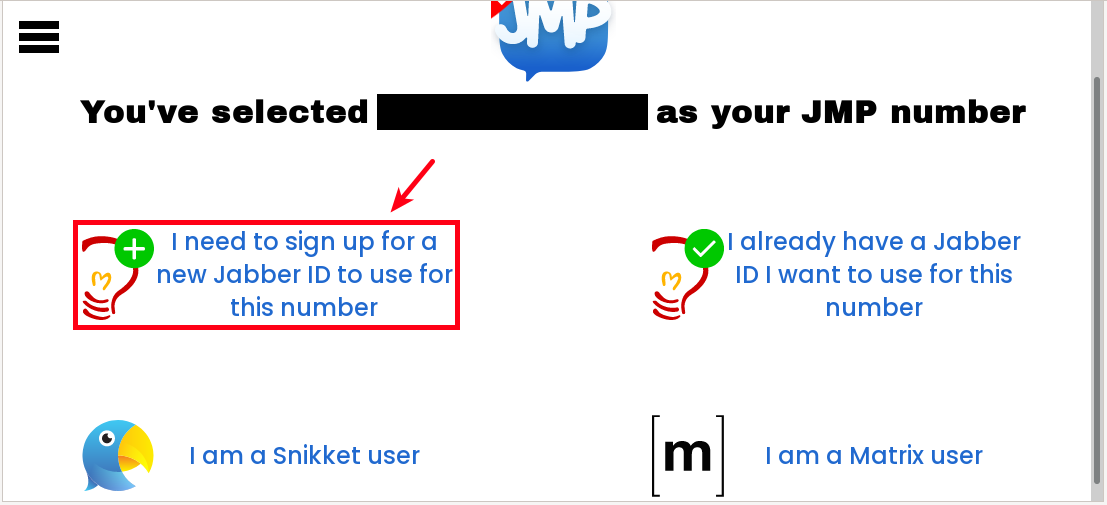 JMP
You've selected as your JMP number
I need to sign up for a
new Jabber ID to use for
this number
I already have a Jabber
ID I want to use for this
number
I am a Snikket user
[m]
I am a Matrix user